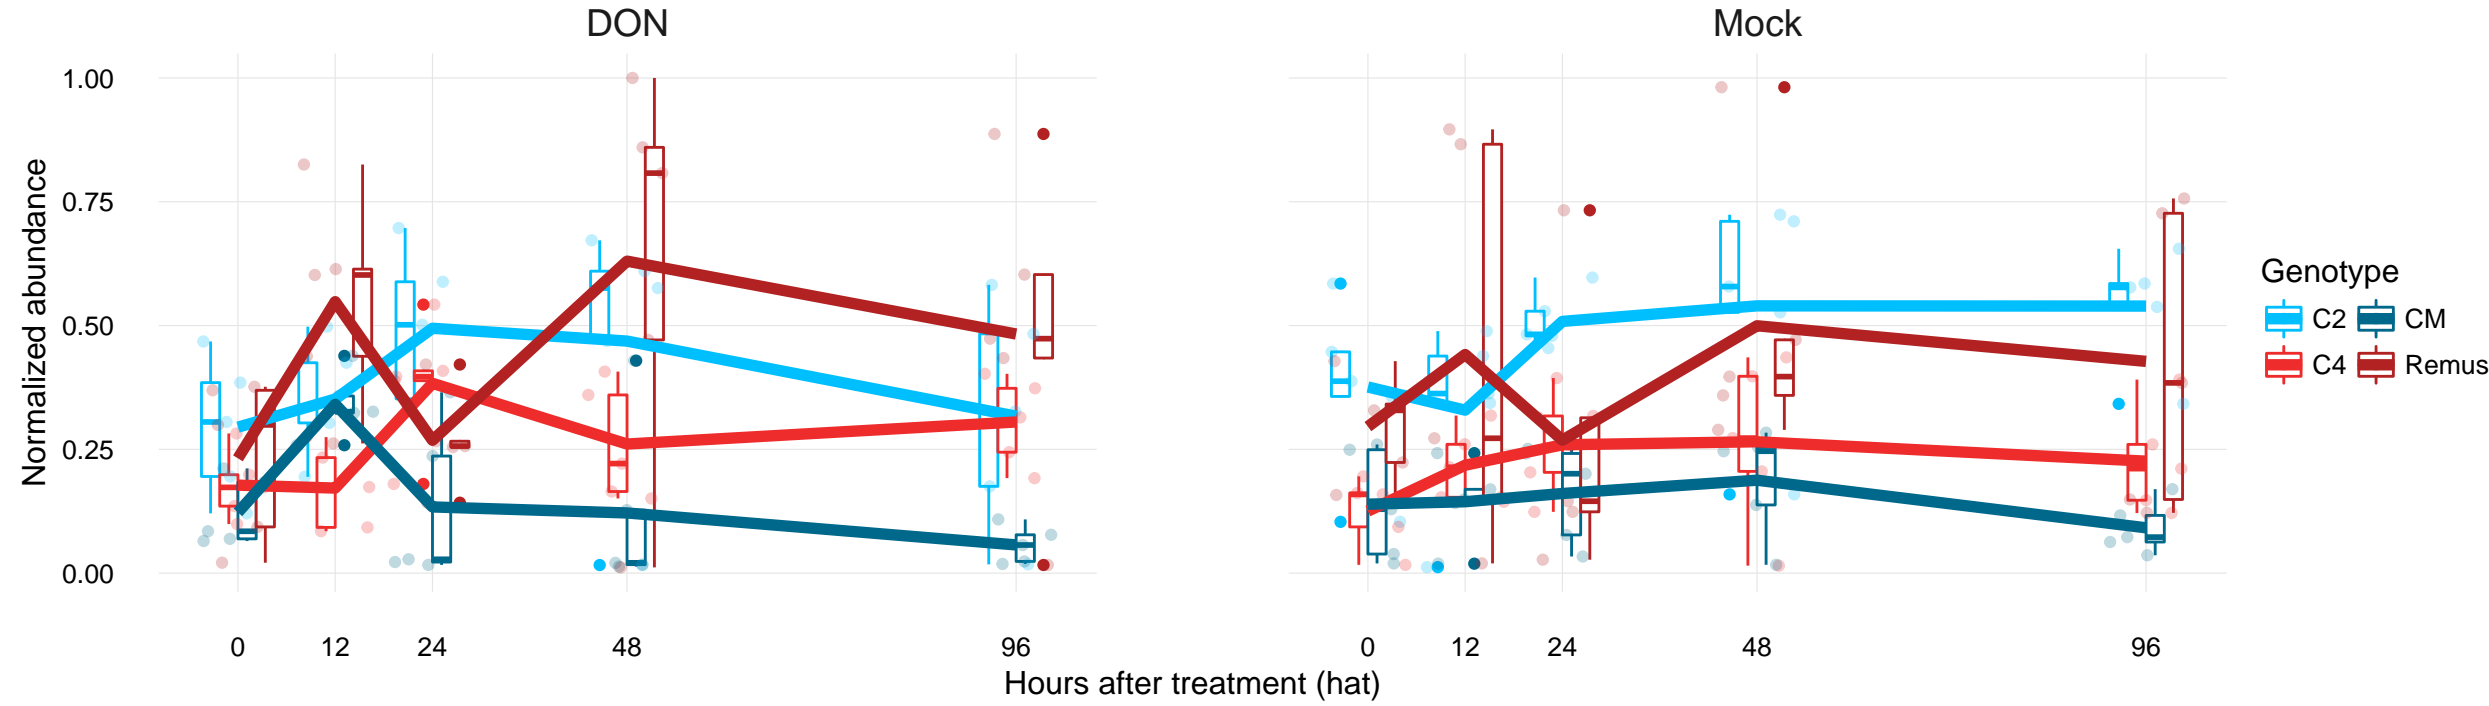 DON
Mock
1.00
0.75
0.50
0.25
0.00
Normalized abundance
0 12 24 48 96
0 12 24 48 96
Hours after treatment (hat)
Genotype
C2 CM
C4 Remus